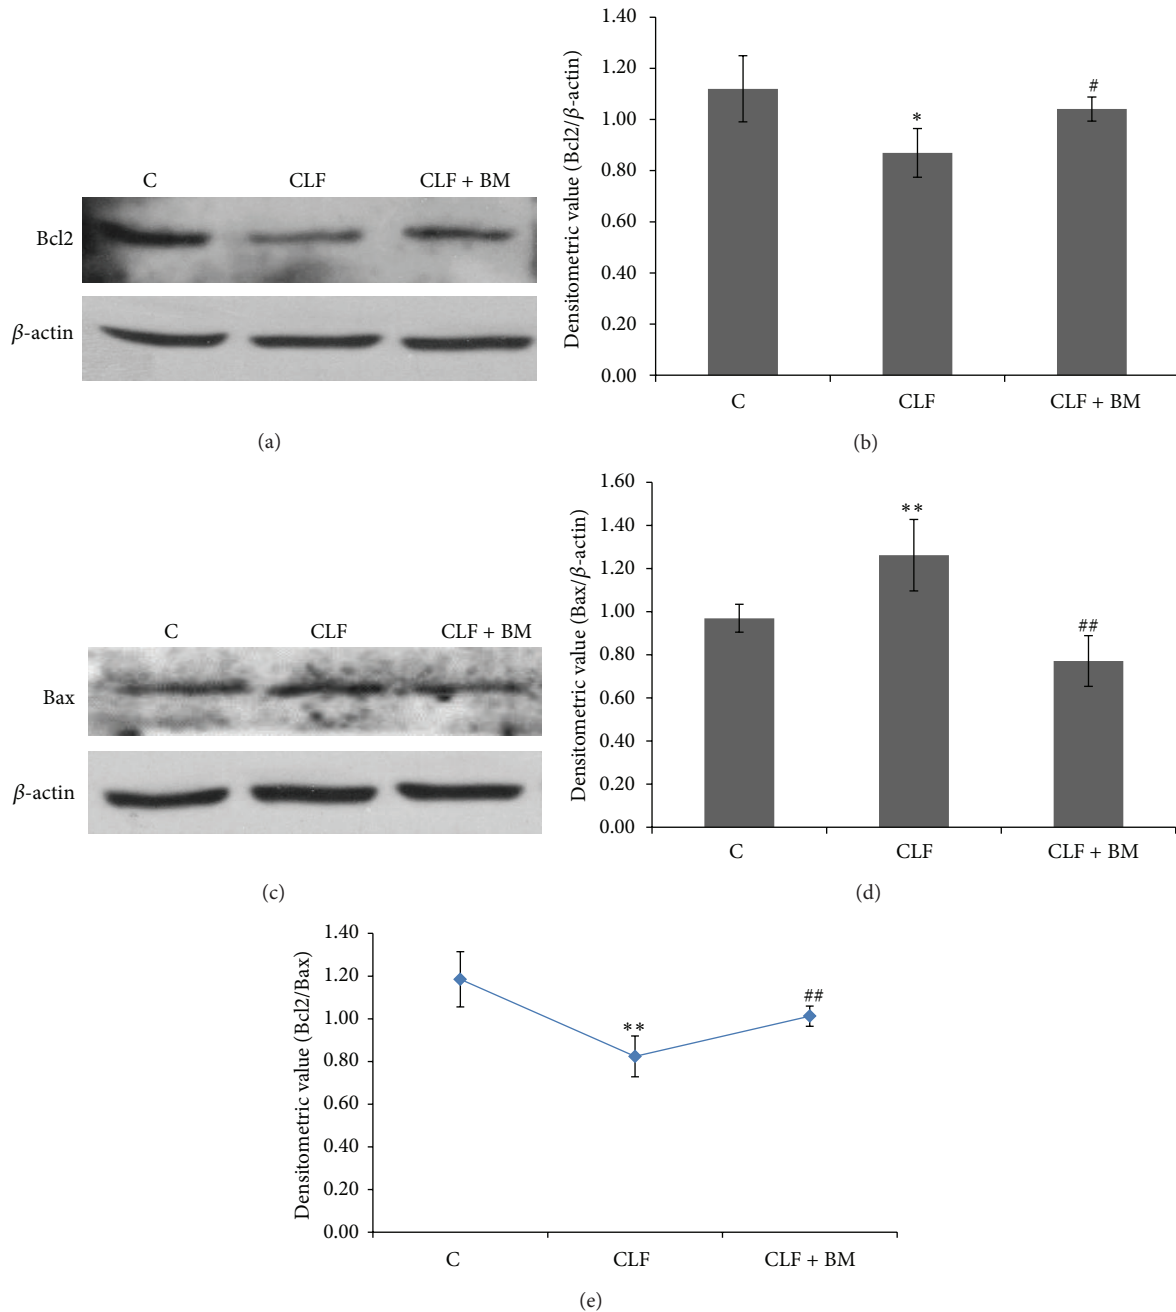 C CLF CLF + BM
Bcl2
β-actin
(a)
Densitometric value (Bcl2/β-actin)
1.40
1.20
1.00
0.80
0.60
0.40
0.20
0.00
*
#
C CLF CLF + BM
(b)
C CLF CLF + BM
Bax
β-actin
(c)
Densitometric value (Bax/β-actin)
1.60
1.40
1.20
1.00
0.80
0.60
0.40
0.20
0.00
**
##
C CLF CLF + BM
(d)
Densitometric value (Bcl2/Bax)
1.40
1.20
1.00
0.80
0.60
0.40
0.20
0.00
**
##
C CLF CLF + BM
(e)